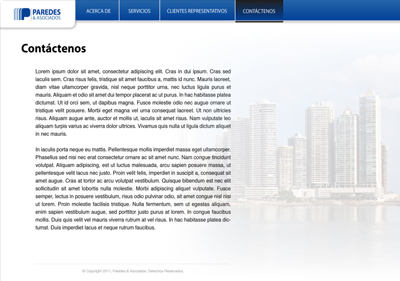 PAREDES
& ASOCIADOS
ACERCA DE
SERVICIOS
CLIENTES REPRESENTATIVOS
CONTÁCTENOS
Contáctenos
Lorem ipsum dolor sit amet, consectetur adipiscing elit. Cras in dui ipsum. Cras sed
iaculis sem. Cras risus felis, tristique sit amet faucibus a, mattis id nunc. Mauris laoreet,
diam vitae ullamcorper gravida, nisl neque porttitor urna, nec luctus ligula purus et
mauris. Aliquam et odio sit amet dui tempor placerat ac ut purus. In hac habitasse platea
dictumst. Ut id orci sem, ut dapibus magna. Fusce molestie odio nec augue ornare ut
tristique velit posuere. Morbi eget magna vel urna consequat laoreet. Ut non ultricies
risus. Aliquam augue ante, auctor et mollis ut, iaculis sit amet risus. Nam vulputate leo
aliquam turpis varius ac viverra dolor ultrices. Vivamus quis nulla ut ligula dictum aliquet
in nec mauris.
In iaculis porta neque eu mattis. Pellentesque mollis imperdiet massa eget ullamcorper.
Phasellus sed nisi nec erat consectetur ornare ac sit amet nunc. Nam congue tincidunt
volutpat. Aliquam adipiscing, est ut luctus malesuada, arcu sapien posuere mauris, ut
pellentesque velit lacus nec justo. Proin velit felis, imperdiet in suscipit a, consequat sit
amet augue. Cras at tortor ac arcu volutpat vestibulum. Quisque bibendum est nec elit
sollicitudin sit amet lobortis nulla molestie. Morbi adipiscing aliquet vulputate. Fusce
semper, lectus in posuere vestibulum, risus odio pulvinar odio, sit amet congue nisl nisi
ut lorem. Proin molestie facilisis tristique. Nulla fermentum, sem ut egestas aliquam,
enim sapien vestibulum augue, sed porttitor justo purus at lorem. In congue faucibus
mollis. Duis quis velit vel mauris viverra rutrum at vel risus. In hac habitasse platea dic-
tumst. Duis imperdiet lacus et neque rutrum faucibus.
© Copyright 2011, Paredes & Asociados. Derechos Reservados.